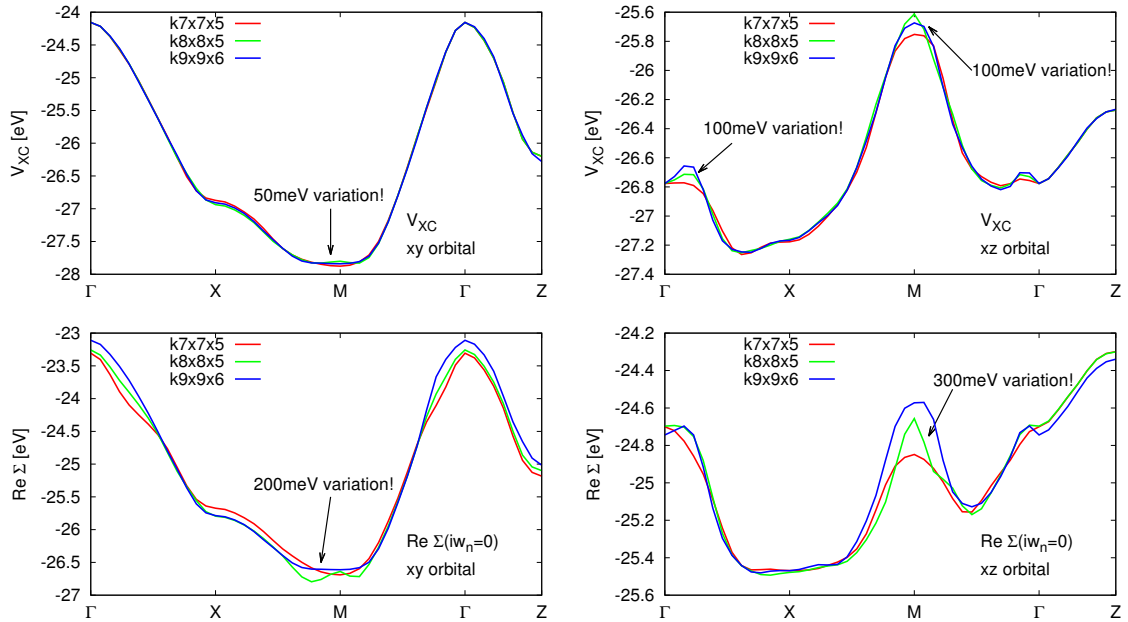 k7x7x5
k8x8x5
k9x9x6
-24
-24.5
-25
-25.5
-26
-26.5
-27
-27.5
-28
V_XC [eV]
50meV variation!
V_XC
xy orbital
Γ X M Γ Z
k7x7x5
k8x8x5
k9x9x6
-25.6
-25.8
-26
-26.2
-26.4
-26.6
-26.8
-27
-27.2
-27.4
V_XC [eV]
100meV variation!
100meV variation!
V_XC
xz orbital
Γ X M Γ Z
k7x7x5
k8x8x5
k9x9x6
-23
-23.5
-24
-24.5
-25
-25.5
-26
-26.5
-27
Re Σ [eV]
200meV variation!
Re Σ(iw_n=0)
xy orbital
Γ X M Γ Z
k7x7x5
k8x8x5
k9x9x6
-24.2
-24.4
-24.6
-24.8
-25
-25.2
-25.4
-25.6
Re Σ [eV]
300meV variation!
Re Σ(iw_n=0)
xz orbital
Γ X M Γ Z